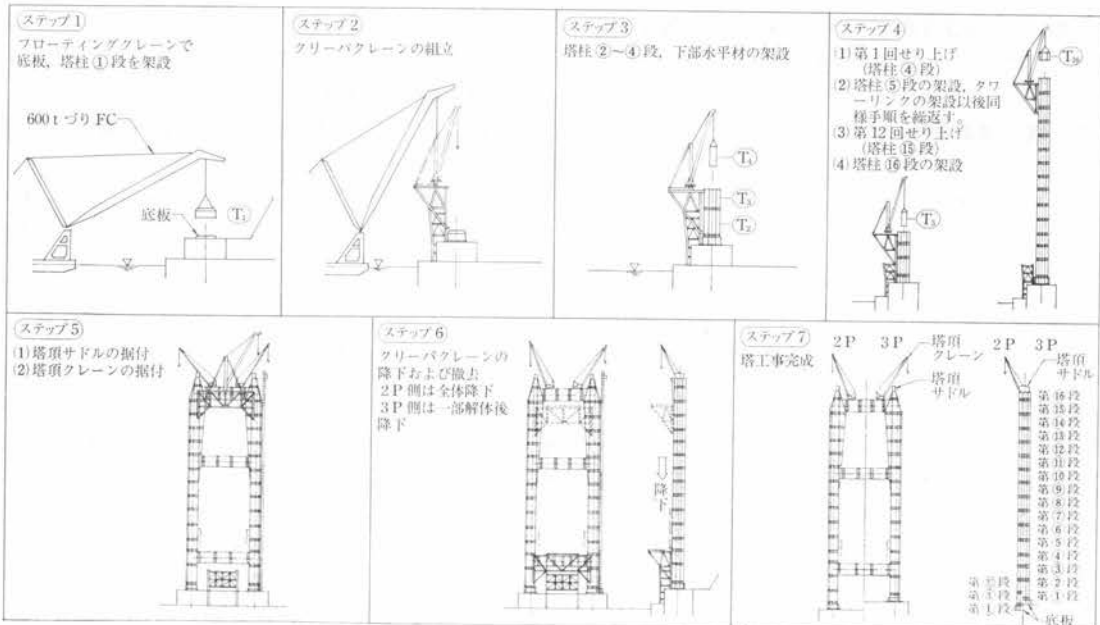 ステップ1
フローティングクレーンで
底板,塔柱①段を架設
600tづりFC
底板
T₁
ステップ2
クリーパクレーンの組立
ステップ3
塔柱②〜④段,下部水平材の架設
T₄
T₃
T₂
ステップ4
(1)第1回せり上げ
(塔柱④段)
(2)塔柱⑤段の架設,タワ
ーリンクの架設以後同
様手順を繰返す。
(3)第12回せり上げ
(塔柱⑮段)
(4)塔柱⑯段の架設
T₅
T₁₆
ステップ5
(1)塔頂サドルの据付
(2)塔頂クレーンの据付
ステップ6
クリーパクレーンの
降下および撤去
2P側は全体降下
3P側は一部解体後
降下
降下
ステップ7
塔工事完成
2P 3P
塔頂
クレーン
塔頂
サドル
2P 3P
塔頂
サドル
第⑯段
第⑮段
第⑭段
第⑬段
第⑫段
第⑪段
第⑩段
第⑨段
第⑧段
第⑦段
第⑥段
第⑤段
第④段
第③段
第②段
第①段
第①段
底板